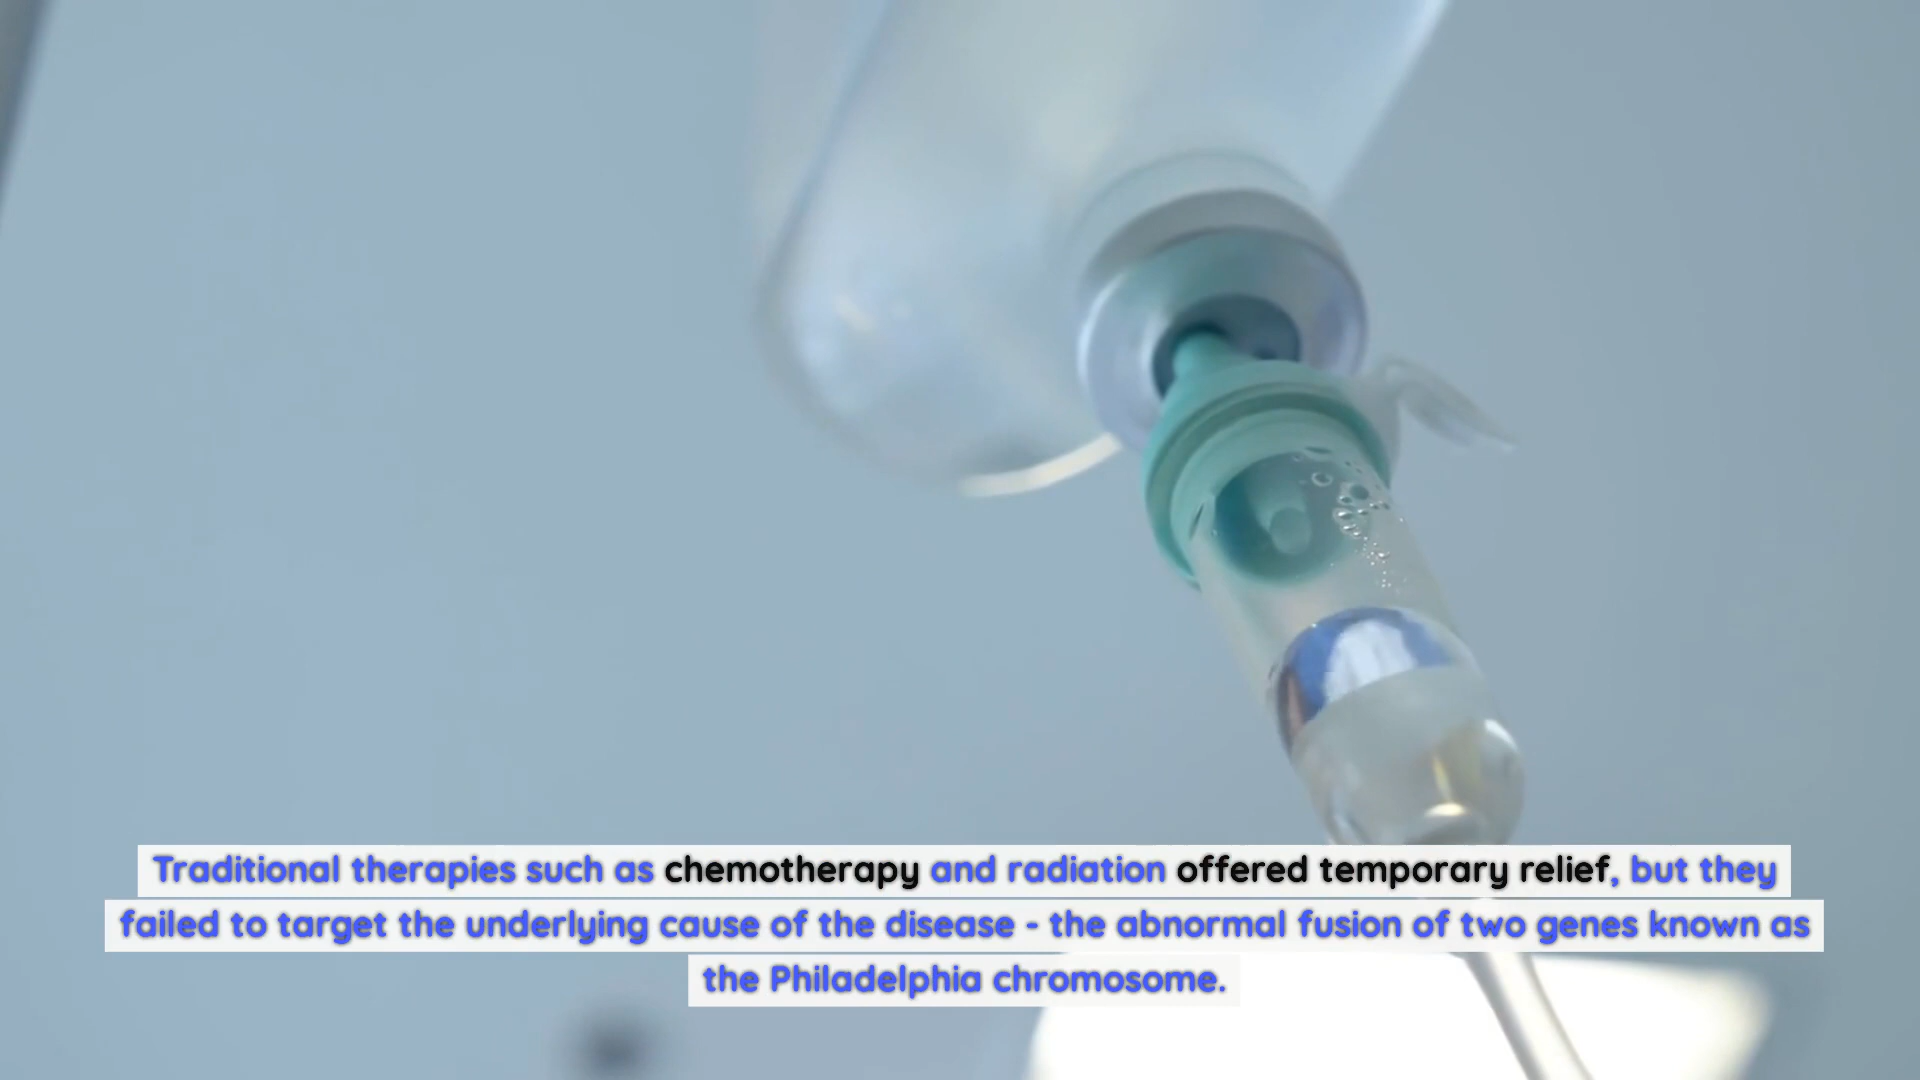 Traditional therapies such as chemotherapy and radiation offered temporary relief, but they
failed to target the underlying cause of the disease - the abnormal fusion of two genes known as
the Philadelphia chromosome.